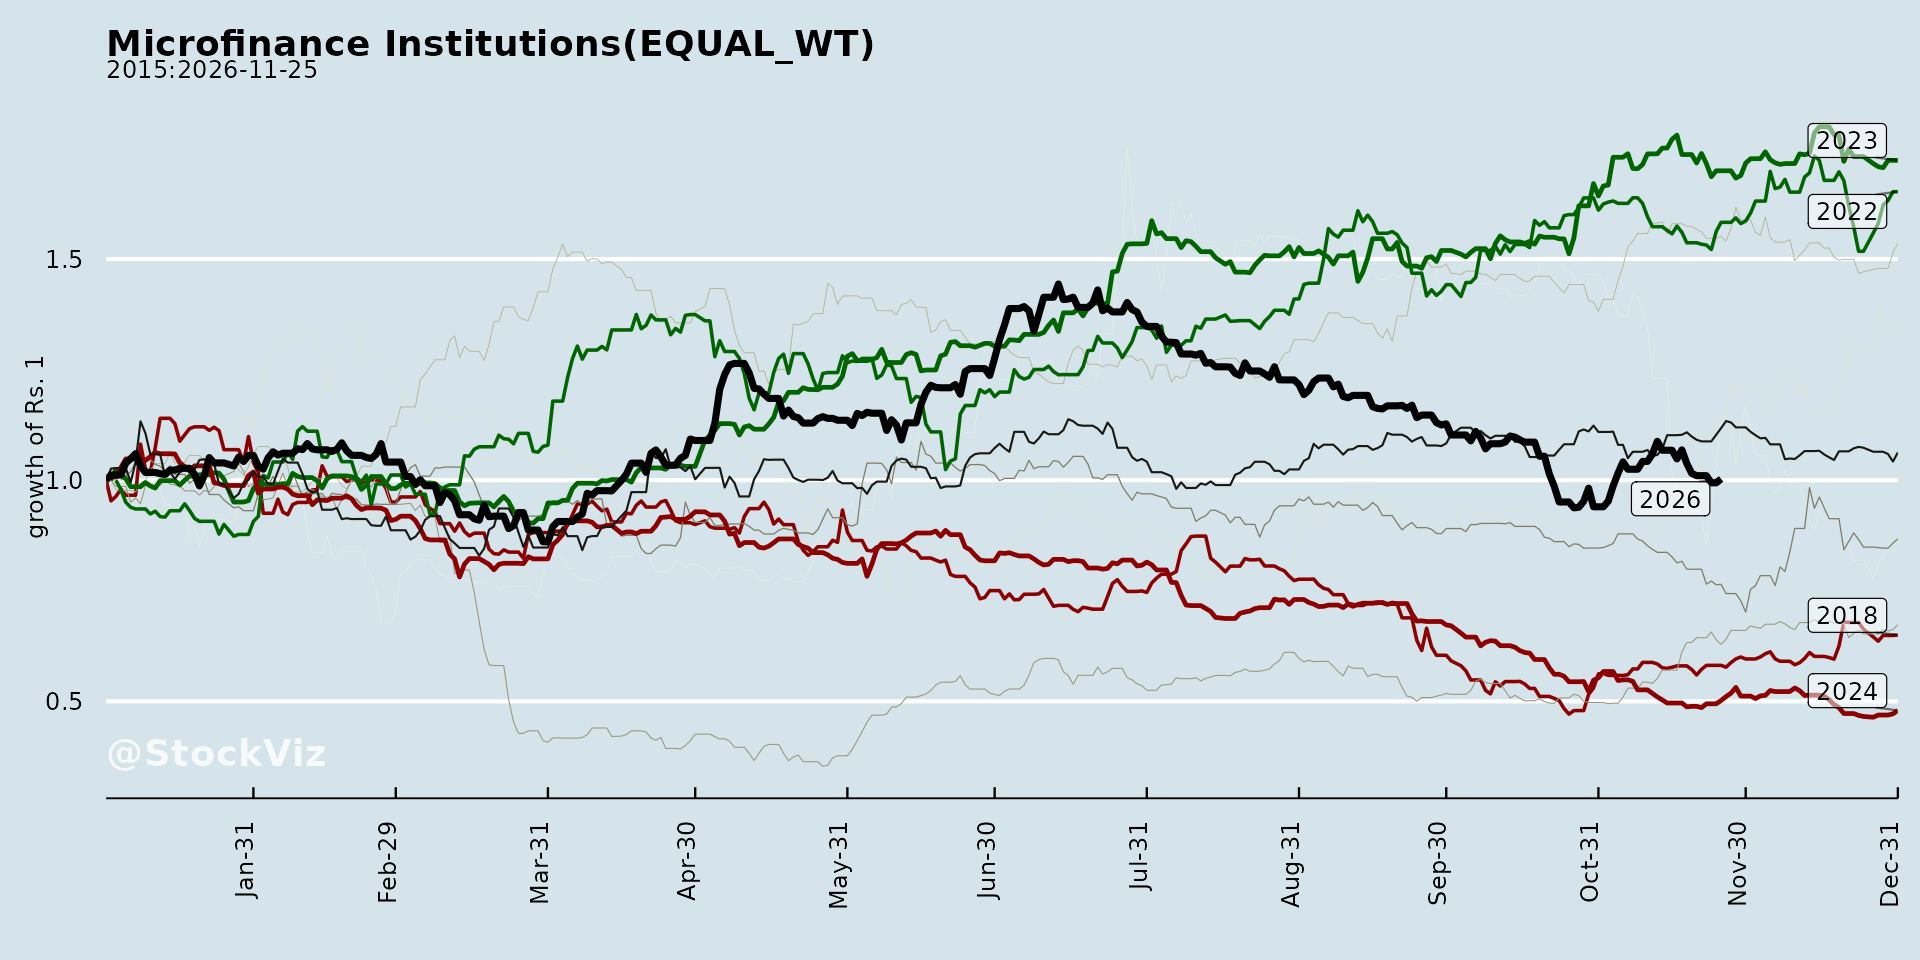 Microfinance Institutions(EQUAL_WT)
2015:2026-11-25
growth of Rs. 1
1.5
1.0
0.5
2023
2022
2026
2018
2024
@StockViz
Jan-31
Feb-29
Mar-31
Apr-30
May-31
Jun-30
Jul-31
Aug-31
Sep-30
Oct-31
Nov-30
Dec-31